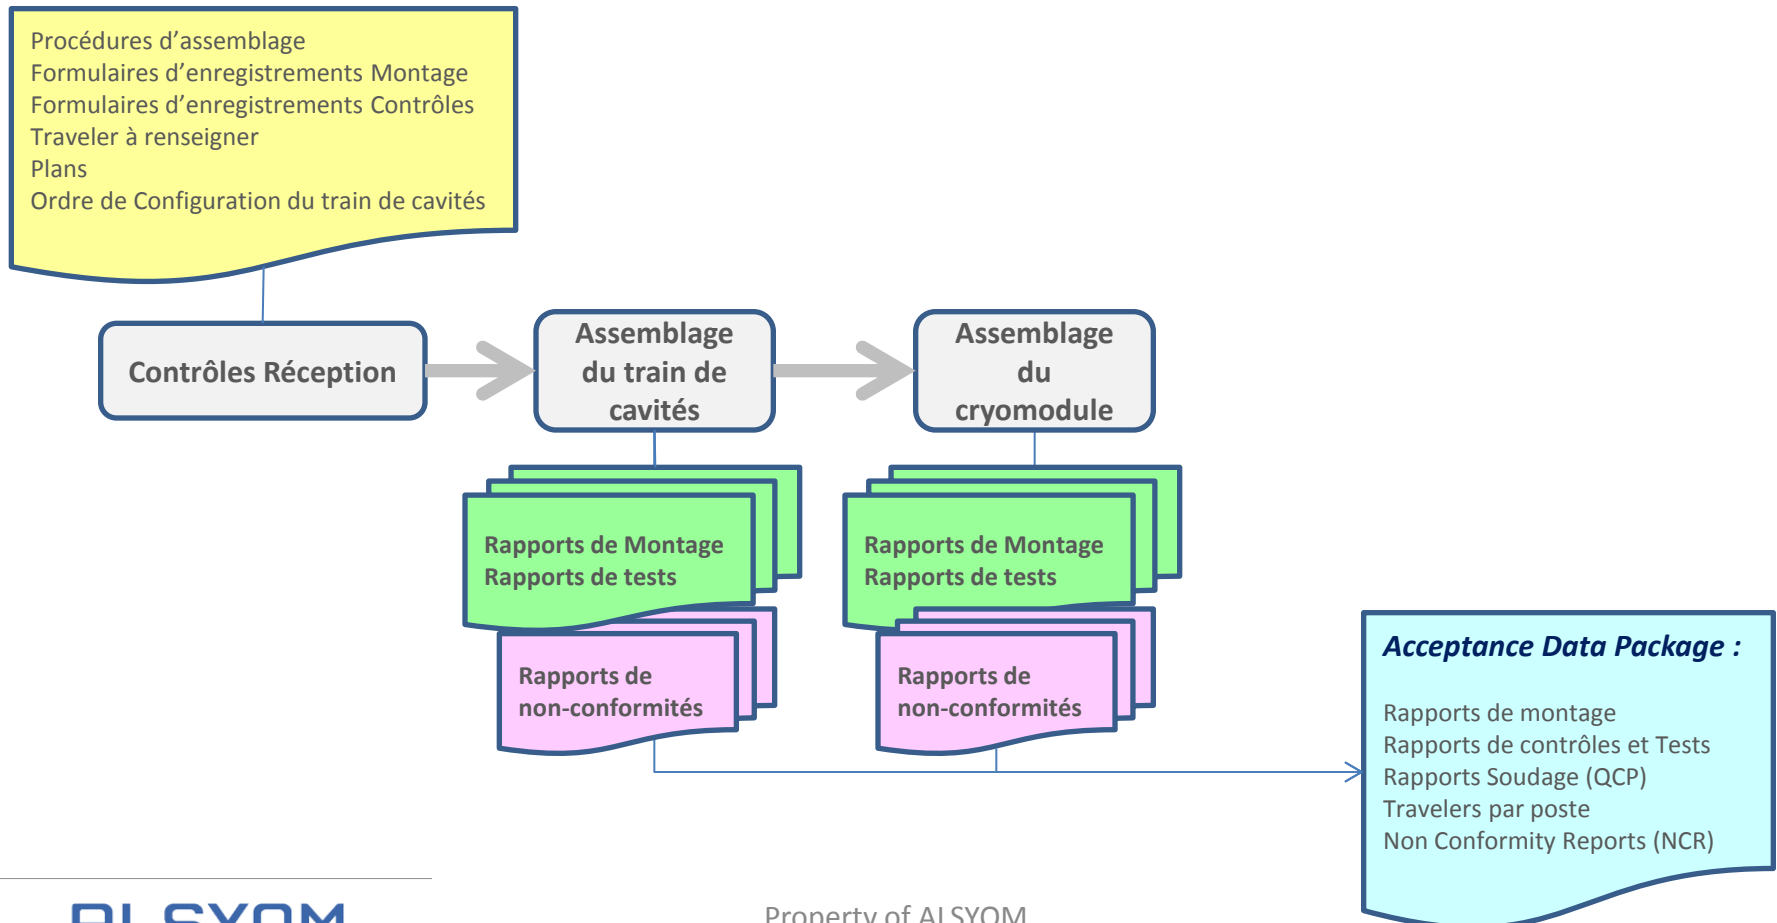 Procédures d’assemblage
Formulaires d’enregistrements Montage
Formulaires d’enregistrements Contrôles
Traveler à renseigner
Plans
Ordre de Configuration du train de cavités
Contrôles Réception
Assemblage
du train de
cavités
Assemblage
du
cryomodule
Rapports de Montage
Rapports de tests
Rapports de Montage
Rapports de tests
Rapports de
non-conformités
Rapports de
non-conformités
Acceptance Data Package :
Rapports de montage
Rapports de contrôles et Tests
Rapports Soudage (QCP)
Travelers par poste
Non Conformity Reports (NCR)
ALSYOM
Property of ALSYOM